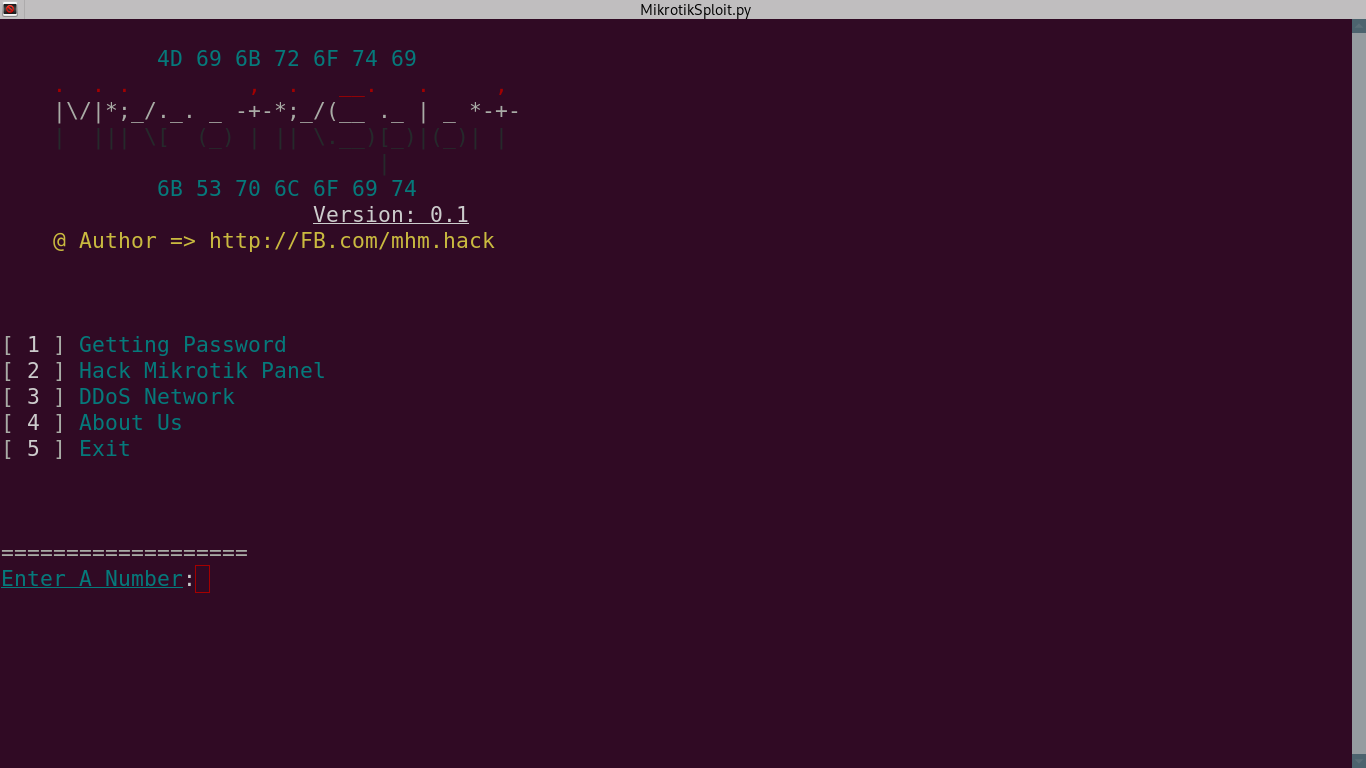 MikrotikSploit.py
4D 69 6B 72 6F 74 69
6B 53 70 6C 6F 69 74
Version: 0.1
@ Author => http://FB.com/mhm.hack
[ 1 ] Getting Password
[ 2 ] Hack Mikrotik Panel
[ 3 ] DDoS Network
[ 4 ] About Us
[ 5 ] Exit
===================
Enter A Number: